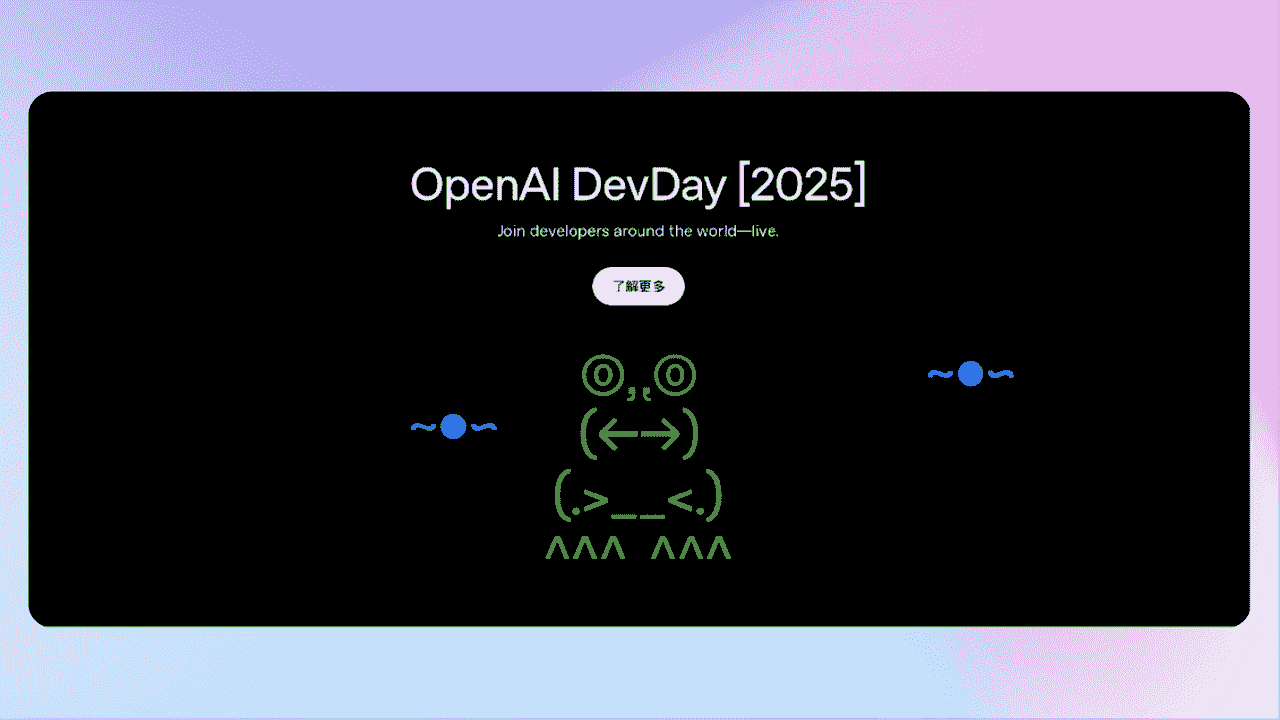 OpenAI DevDay [2025]
Join developers around the world—live.
了解更多